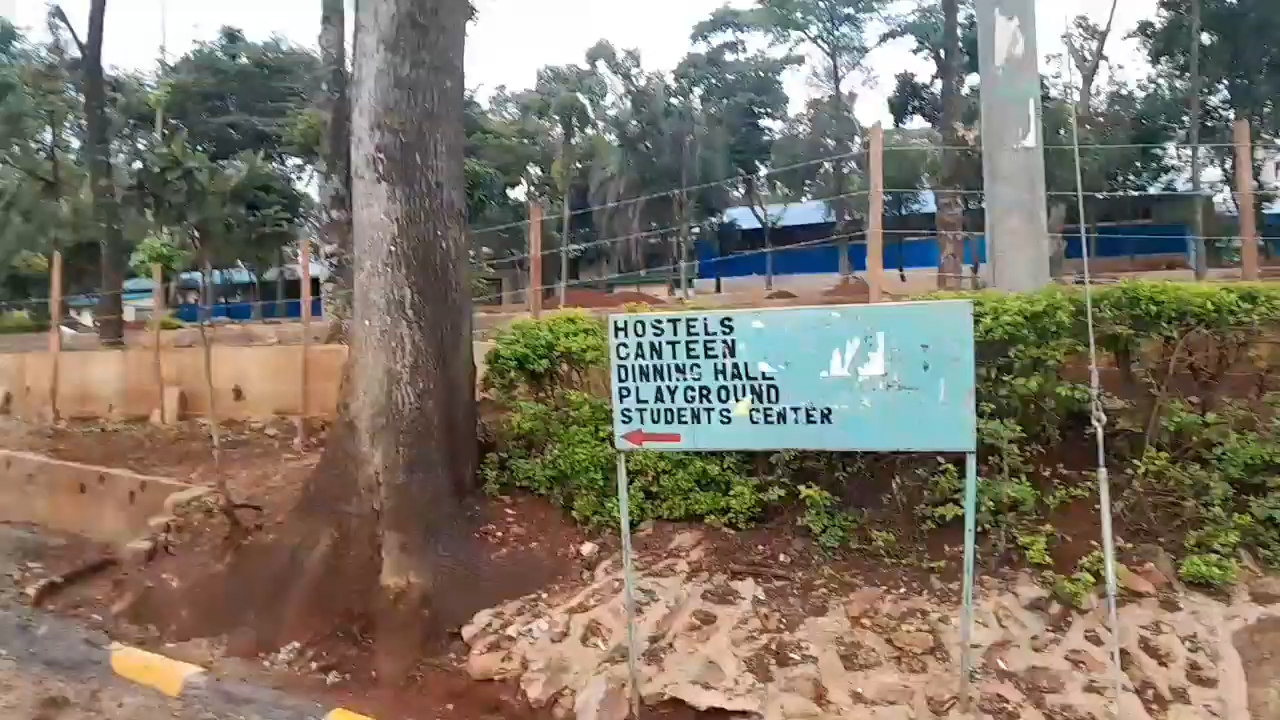 HOSTELS
CANTEEN
DINNING HALL
PLAYGROUND
STUDENTS CENTER